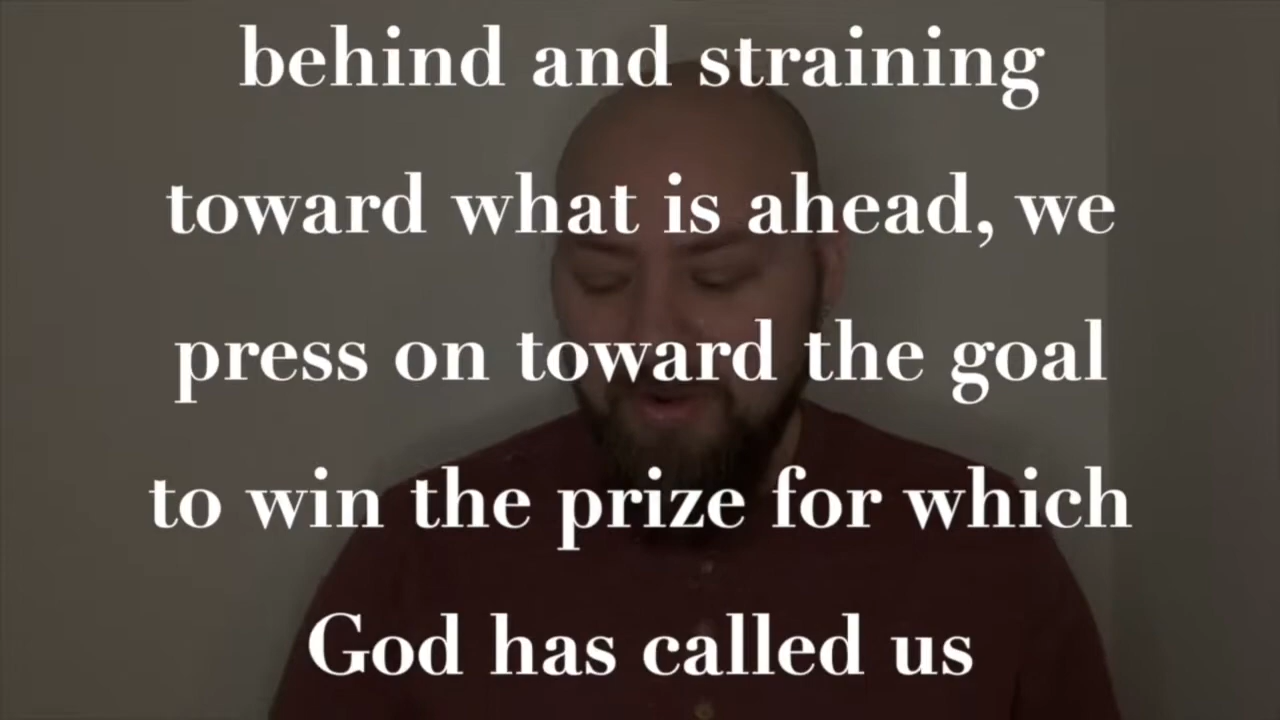 behind and straining
toward what is ahead, we
press on toward the goal
to win the prize for which
God has called us